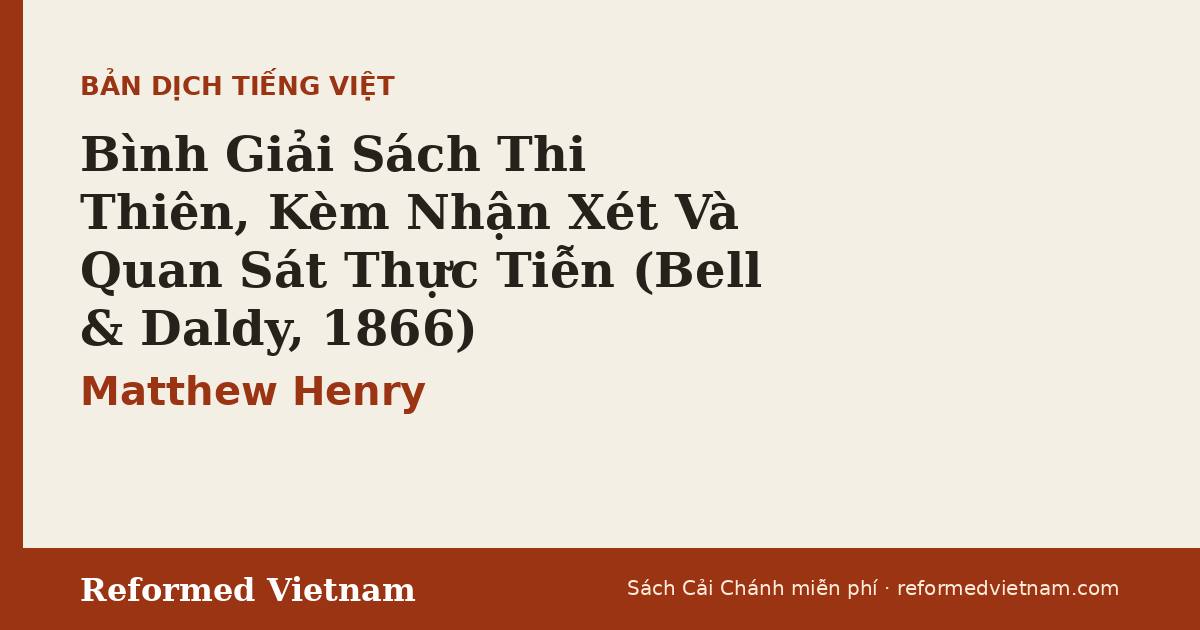 BẢN DỊCH TIẾNG VIỆT
Bình Giải Sách Thi
Thiên, Kèm Nhận Xét Và
Quan Sát Thực Tiễn (Bell
& Daldy, 1866)
Matthew Henry
Reformed Vietnam
Sách Cải Chánh miễn phí · reformedvietnam.com